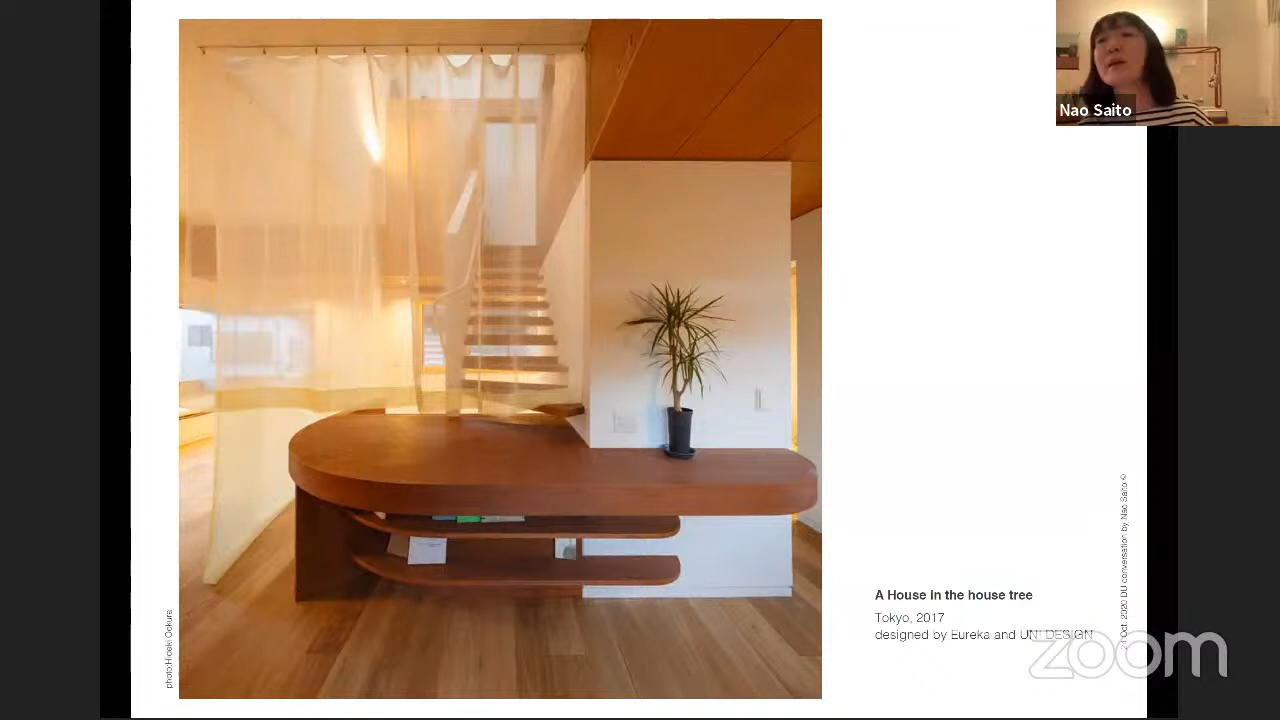 Nao Saito
A House in the house tree
Tokyo, 2017
designed by Eureka and UNI DESIGN
zoom
photo:Hiroaki Ookura
Oct. 2020 DU conversation by Nao Saito ©